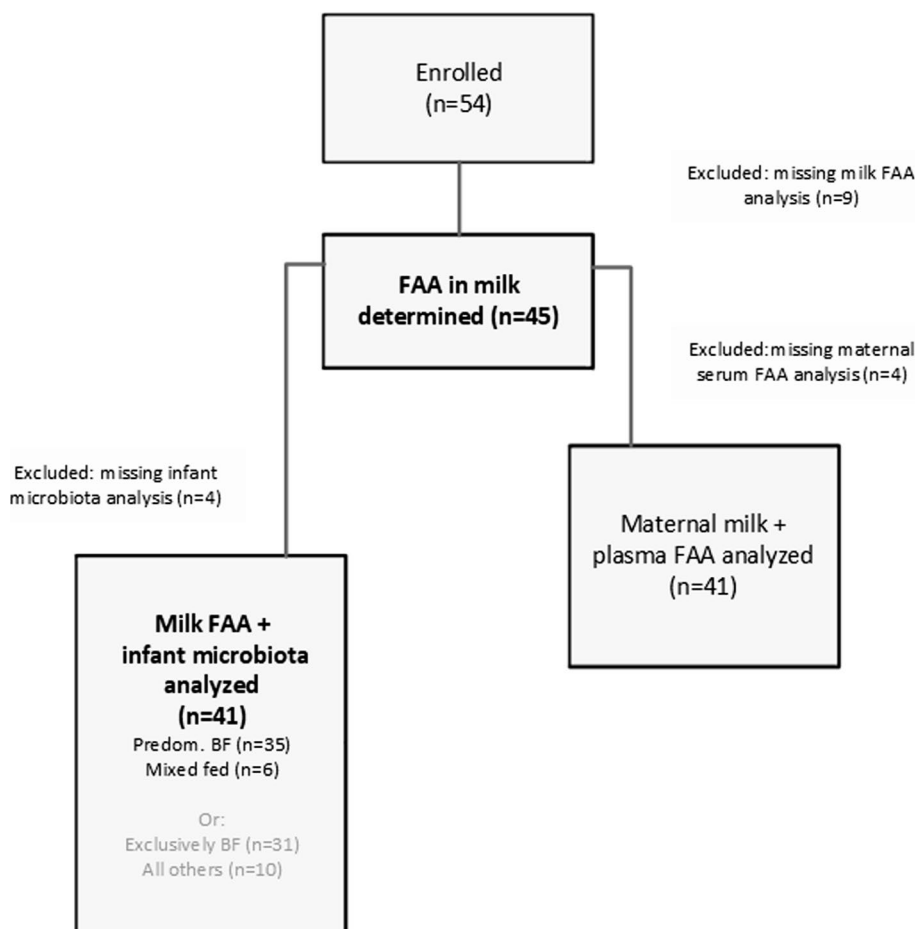 Enrolled
(n=54)
Excluded: missing milk FAA
analysis (n=9)
FAA in milk
determined (n=45)
Excluded:missing maternal
serum FAA analysis (n=4)
Excluded: missing infant
microbiota analysis (n=4)
Maternal milk +
plasma FAA analyzed
(n=41)
Milk FAA +
infant microbiota
analyzed
(n=41)
Predom. BF (n=35)
Mixed fed (n=6)
Or:
Exclusively BF (n=31)
All others (n=10)